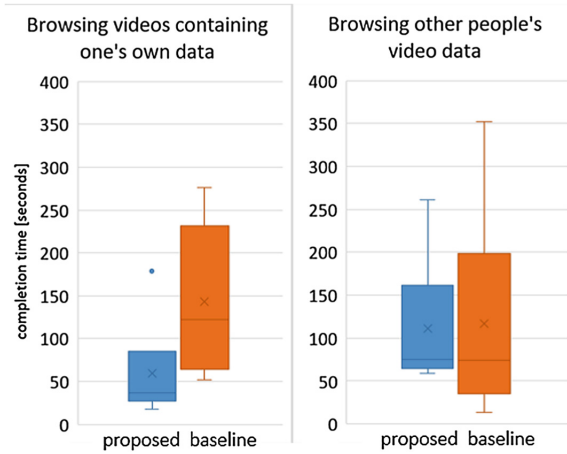 Browsing videos containing
one's own data
completion time [seconds]
400
350
300
250
200
150
100
50
0
proposed baseline
Browsing other people's
video data
400
350
300
250
200
150
100
50
0
proposed baseline